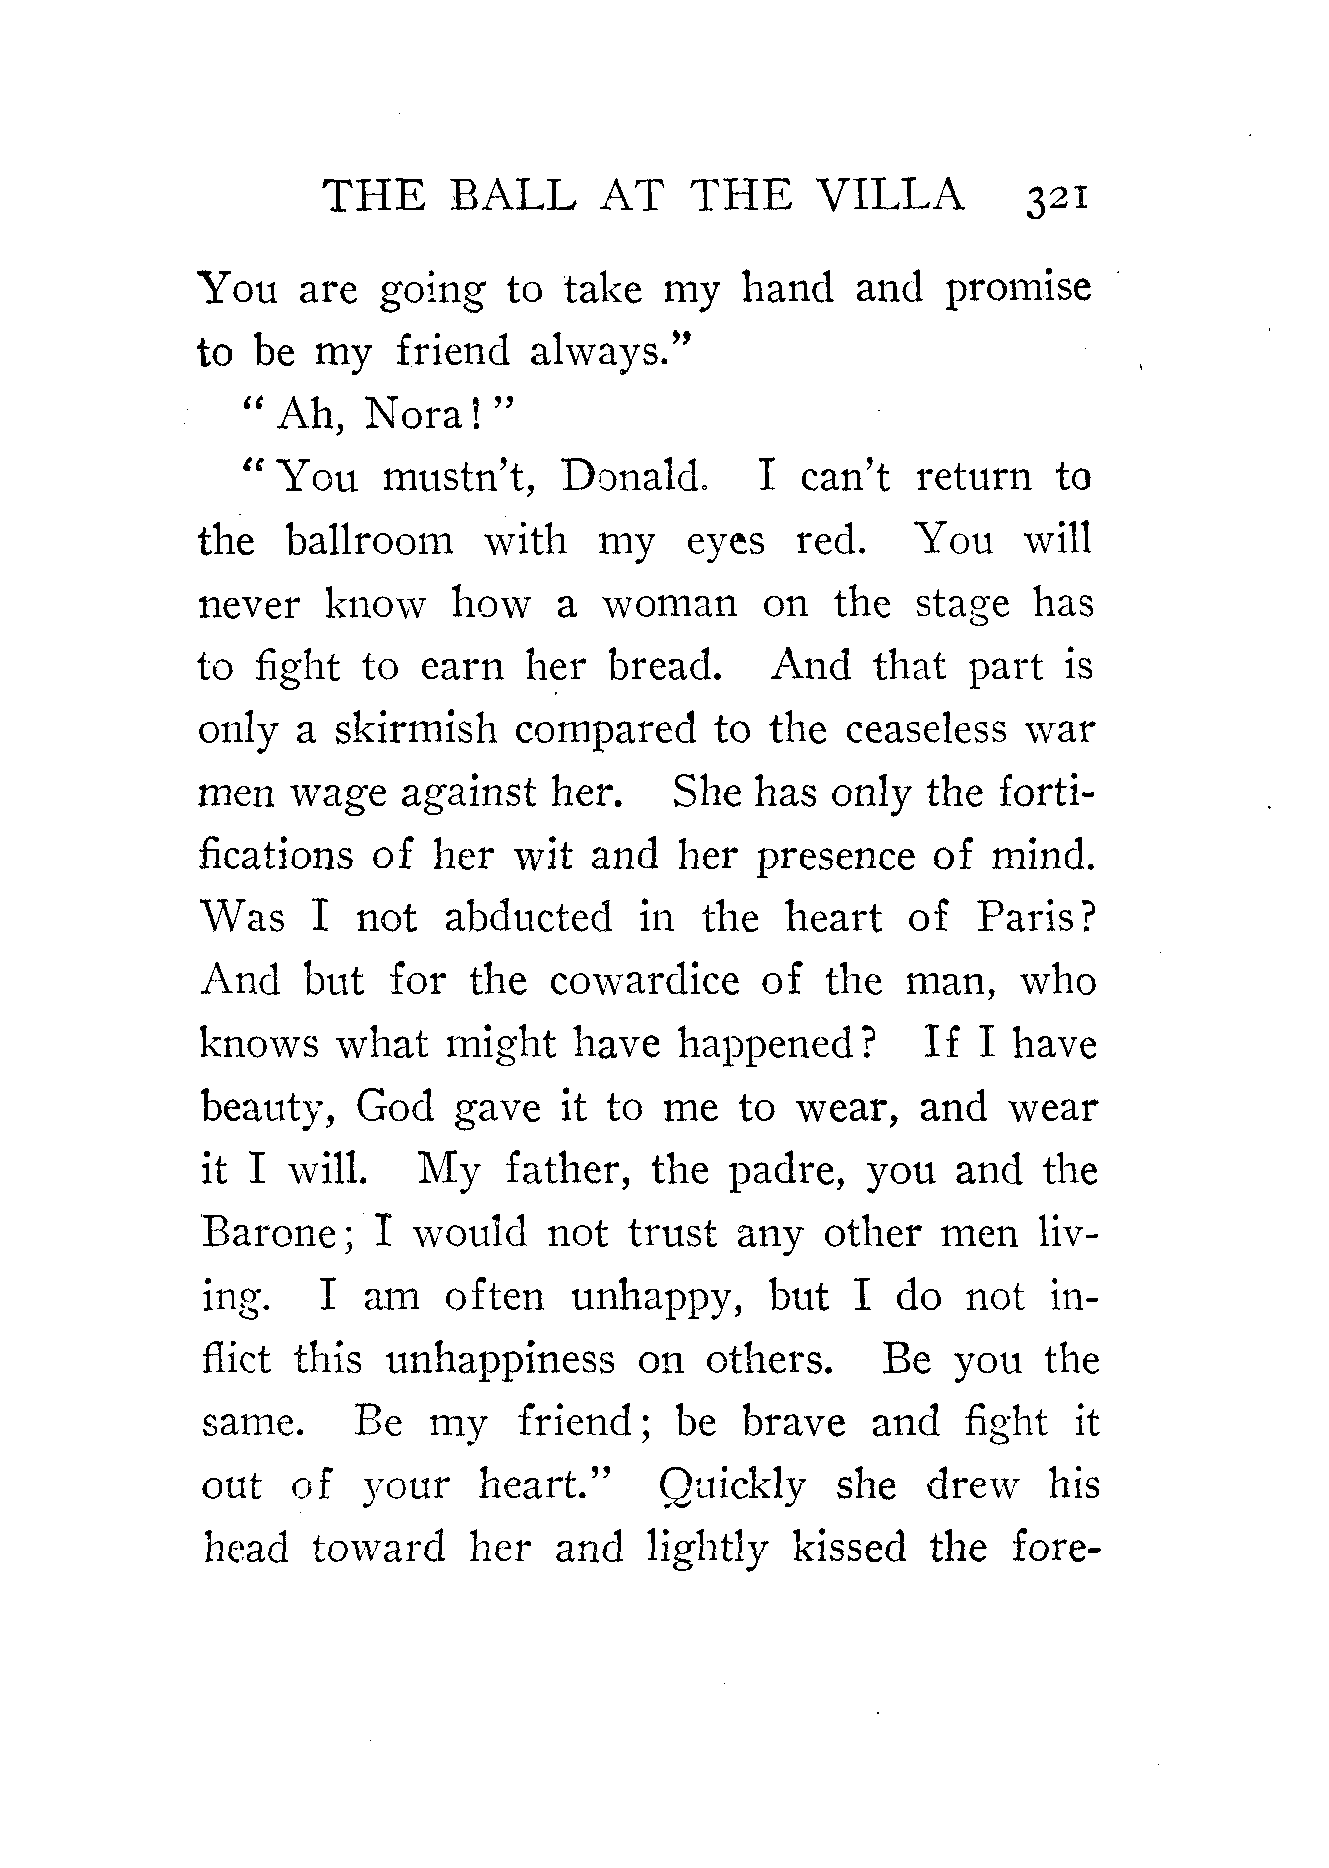 THE BALL AT THE VILLA 321
You are going to take my hand and promise
to be my friend always."
"Ah, Nora!"
"You mustn't, Donald. I can't return to
the ballroom with my eyes red. You will
never know how a woman on the stage has
to fight to earn her bread. And that part is
only a skirmish compared to the ceaseless war
men wage against her. She has only the forti-
fications of her wit and her presence of mind.
Was I not abducted in the heart of Paris?
And but for the cowardice of the man, who
knows what might have happened? If I have
beauty, God gave it to me to wear, and wear
it I will. My father, the padre, you and the
Barone; I would not trust any other men liv-
ing. I am often unhappy, but I do not in-
flict this unhappiness on others. Be you the
same. Be my friend; be brave and fight it
out of your heart." Quickly she drew his
head toward her and lightly kissed the fore-